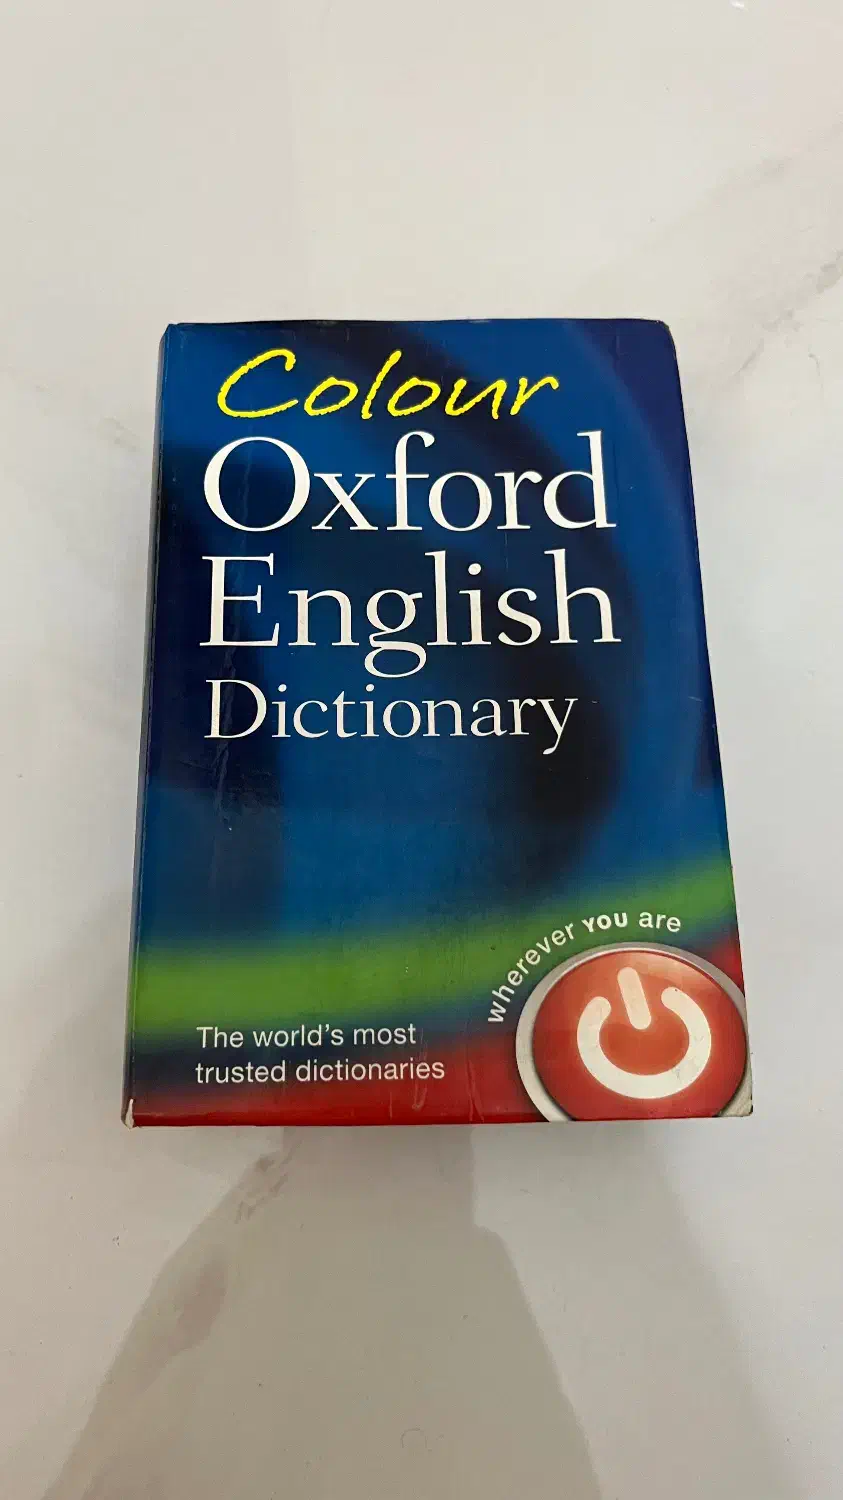 Colour
Oxford
English
Dictionary
wherever YOU are
The world's most
trusted dictionaries